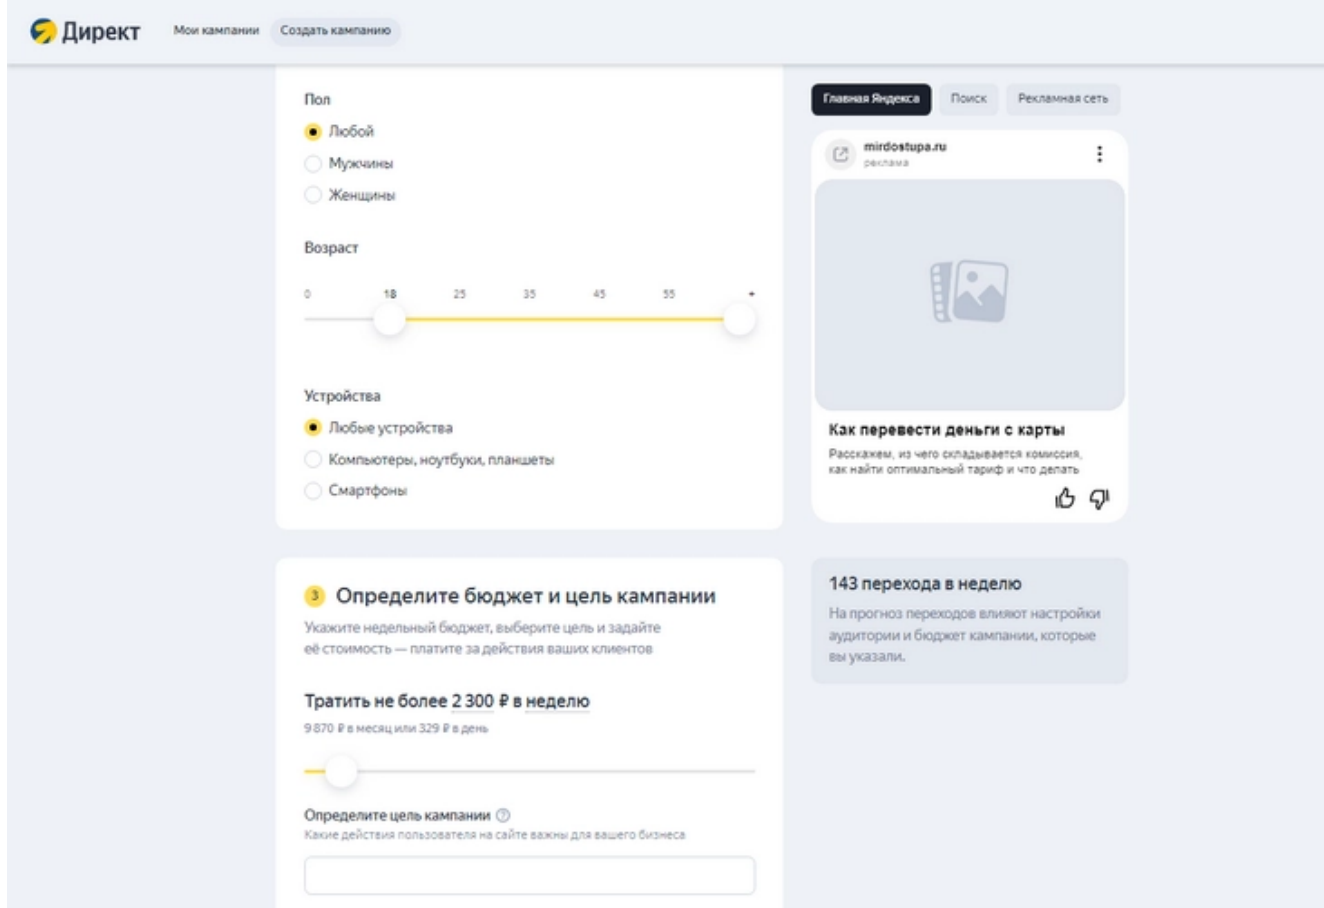 Директ
Мои кампании
Создать кампанию
Пол
Любой
Мужчины
Женщины
Возраст
0 18 25 35 45 55 +
Устройства
Любые устройства
Компьютеры, ноутбуки, планшеты
Смартфоны
3 Определите бюджет и цель кампании
Укажите недельный бюджет, выберите цель и задайте
её стоимость — платите за действия ваших клиентов
Тратить не более 2 300 ₽ в неделю
9 870 ₽ в месяц или 329 ₽ в день
Определите цель кампании ?
Какие действия пользователя на сайте важны для вашего бизнеса
Главная Яндекса
Поиск
Рекламная сеть
mirdostupa.ru
реклама
Как перевести деньги с карты
Расскажем, из чего складывается комиссия,
как найти оптимальный тариф и что делать
143 перехода в неделю
На прогноз переходов влияют настройки
аудитории и бюджет кампании, которые
вы указали.